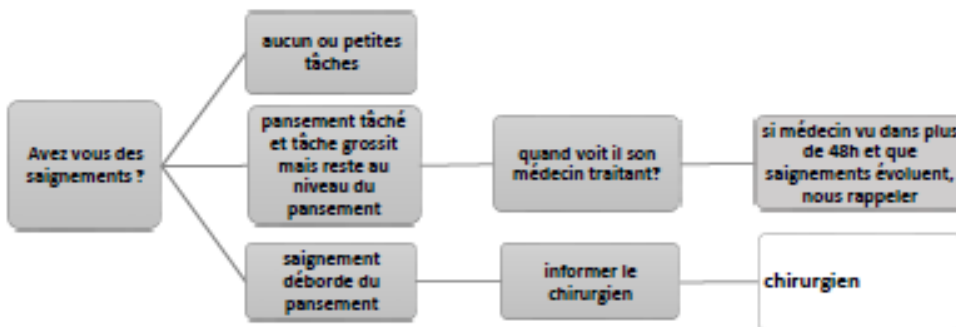 aucun ou petites
tâches
Avez vous des
saignements ?
pansement tâché
et tâche grossit
mais reste au
niveau du
pansement
quand voit il son
médecin traitant?
si médecin vu dans plus
de 48h et que
saignements évoluent,
nous rappeler
saignement
déborde du
pansement
informer le
chirurgien
chirurgien